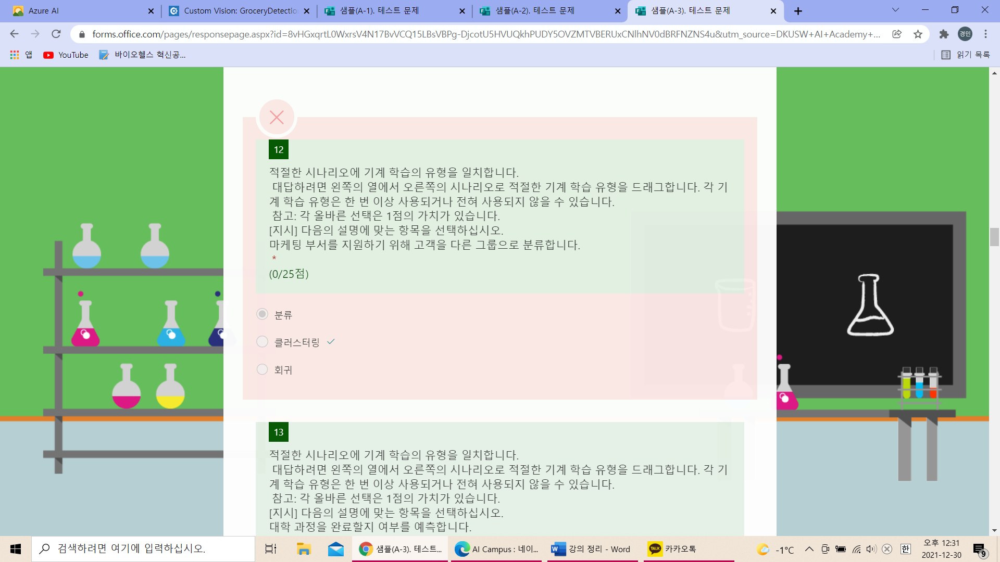 Azure AI
Custom Vision: GroceryDetectio
샘플(A-1). 테스트 문제
샘플(A-2). 테스트 문제
샘플(A-3). 테스트 문제
forms.office.com/pages/responsepage.aspx?id=8vHGxqrtL0WxrsV4N17BvVCQ15LBsVBPg-DjcotU5HVUQkhPUDY5OVZMTVBERUxCNlhNV0dBRFNZNS4u&utm_source=DKUSW+AI+Academy+...
경민
앱
YouTube
바이오헬스 혁신공...
읽기 목록
12
적절한 시나리오에 기계 학습의 유형을 일치합니다.
대답하려면 왼쪽의 열에서 오른쪽의 시나리오로 적절한 기계 학습 유형을 드래그합니다. 각 기
계 학습 유형은 한 번 이상 사용되거나 전혀 사용되지 않을 수 있습니다.
참고: 각 올바른 선택은 1점의 가치가 있습니다.
[지시] 다음의 설명에 맞는 항목을 선택하십시오.
마케팅 부서를 지원하기 위해 고객을 다른 그룹으로 분류합니다.
*
(0/25점)
분류
클러스터링
회귀
13
적절한 시나리오에 기계 학습의 유형을 일치합니다.
대답하려면 왼쪽의 열에서 오른쪽의 시나리오로 적절한 기계 학습 유형을 드래그합니다. 각 기
계 학습 유형은 한 번 이상 사용되거나 전혀 사용되지 않을 수 있습니다.
참고: 각 올바른 선택은 1점의 가치가 있습니다.
[지시] 다음의 설명에 맞는 항목을 선택하십시오.
대학 과정을 완료할지 여부를 예측합니다.
검색하려면 여기에 입력하십시오.
샘플(A-3). 테스트...
AI Campus : 네이...
강의 정리 - Word
TALK
카카오톡
-1°C
한
오후 12:31
2021-12-30
9